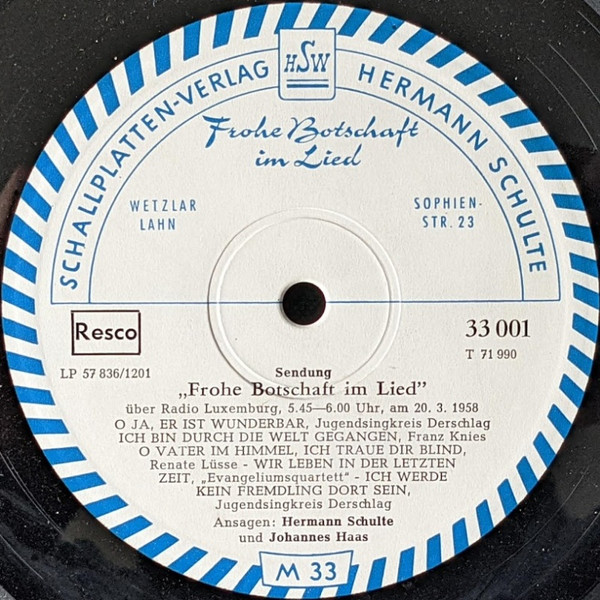 SCHALLPLATTEN-VERLAG HSW HERMANN SCHULTE
Frohe Botschaft
im Lied
WETZLAR
LAHN
SOPHIEN-
STR. 23
Resco
33 001
T 71 990
LP 57 836/1201
Sendung
„Frohe Botschaft im Lied”
über Radio Luxemburg, 5.45—6.00 Uhr, am 20. 3. 1958
O JA, ER IST WUNDERBAR, Jugendsingkreis Derschlag
ICH BIN DURCH DIE WELT GEGANGEN, Franz Knies
O VATER IM HIMMEL, ICH TRAUE DIR BLIND,
Renate Lüsse - WIR LEBEN IN DER LETZTEN
ZEIT, „Evangeliumsquartett” - ICH WERDE
KEIN FREMDLING DORT SEIN,
Jugendsingkreis Derschlag
Ansagen: Hermann Schulte
und Johannes Haas
M 33